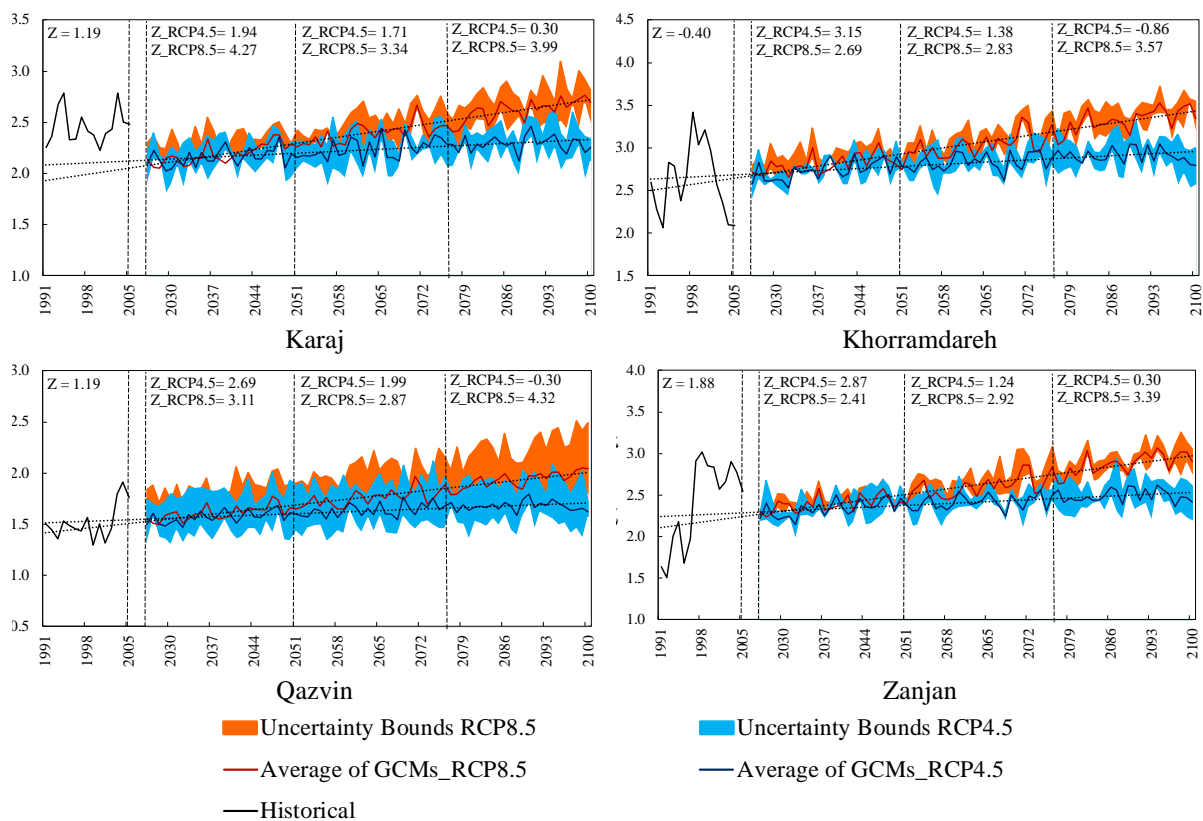 Z = 1.19
Z_RCP4.5= 1.94
Z_RCP8.5= 4.27
Z_RCP4.5= 1.71
Z_RCP8.5= 3.34
Z_RCP4.5= 0.30
Z_RCP8.5= 3.99
3.5
3.0
2.5
2.0
1.5
1.0
1991 1998 2005 2030 2037 2044 2051 2058 2065 2072 2079 2086 2093 2100
Karaj
Z = -0.40
Z_RCP4.5= 3.15
Z_RCP8.5= 2.69
Z_RCP4.5= 1.38
Z_RCP8.5= 2.83
Z_RCP4.5= -0.86
Z_RCP8.5= 3.57
4.5
4.0
3.5
3.0
2.5
2.0
1.5
1991 1998 2005 2030 2037 2044 2051 2058 2065 2072 2079 2086 2093 2100
Khorramdareh
Z = 1.19
Z_RCP4.5= 2.69
Z_RCP8.5= 3.11
Z_RCP4.5= 1.99
Z_RCP8.5= 2.87
Z_RCP4.5= -0.30
Z_RCP8.5= 4.32
3.0
2.5
2.0
1.5
1.0
0.5
1991 1998 2005 2030 2037 2044 2051 2058 2065 2072 2079 2086 2093 2100
Qazvin
Z = 1.88
Z_RCP4.5= 2.87
Z_RCP8.5= 2.41
Z_RCP4.5= 1.24
Z_RCP8.5= 2.92
Z_RCP4.5= 0.30
Z_RCP8.5= 3.39
4.0
3.5
3.0
2.5
2.0
1.5
1.0
1991 1998 2005 2030 2037 2044 2051 2058 2065 2072 2079 2086 2093 2100
Zanjan
Uncertainty Bounds RCP8.5
Uncertainty Bounds RCP4.5
Average of GCMs_RCP8.5
Average of GCMs_RCP4.5
Historical